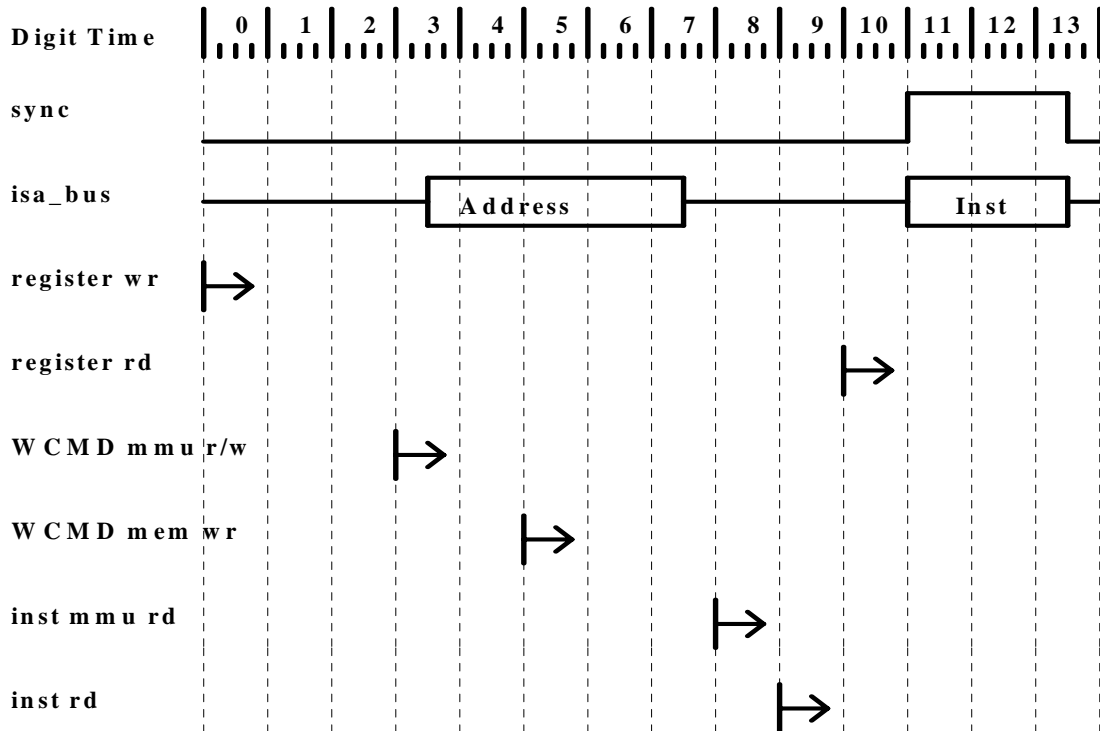 Digit Time 0 1 2 3 4 5 6 7 8 9 10 11 12 13
sync
isa_bus Address Inst
register wr
register rd
WCMD mmu r/w
WCMD mem wr
inst mmu rd
inst rd